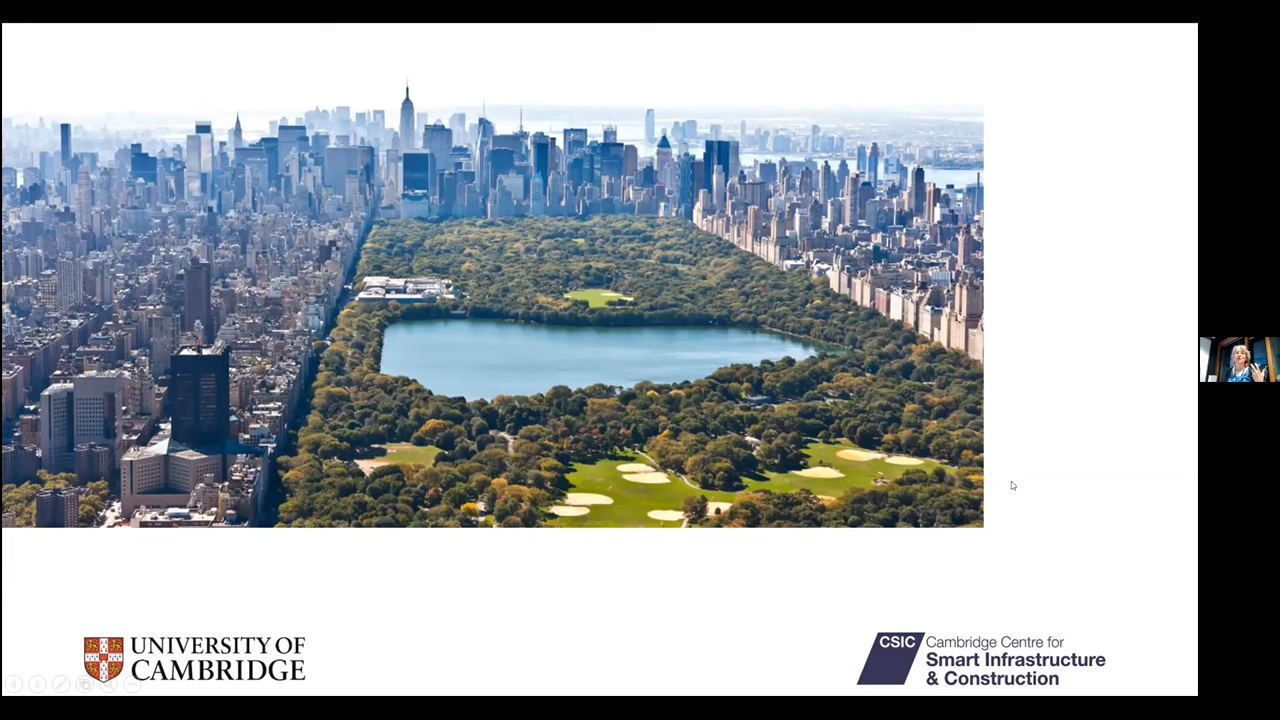 UNIVERSITY OF
CAMBRIDGE
CSIC
Cambridge Centre for
Smart Infrastructure
& Construction